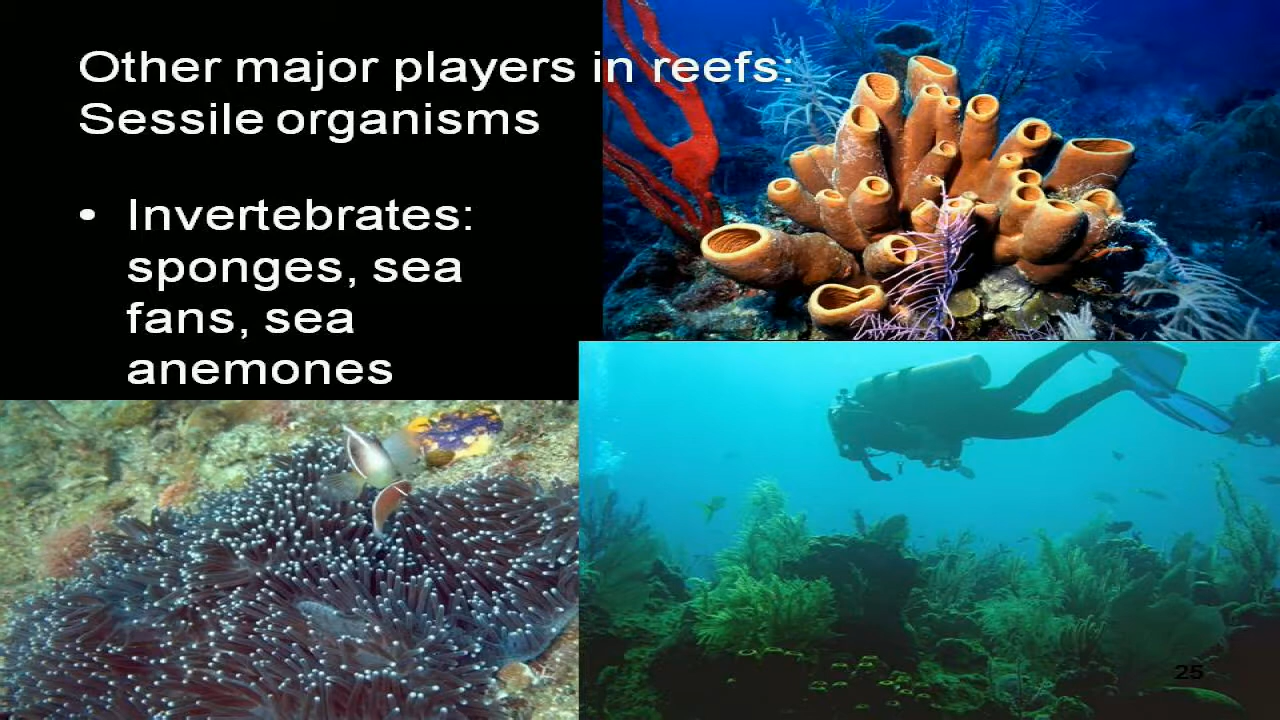 Other major players in reefs:
Sessile organisms
• Invertebrates:
sponges, sea
fans, sea
anemones
25